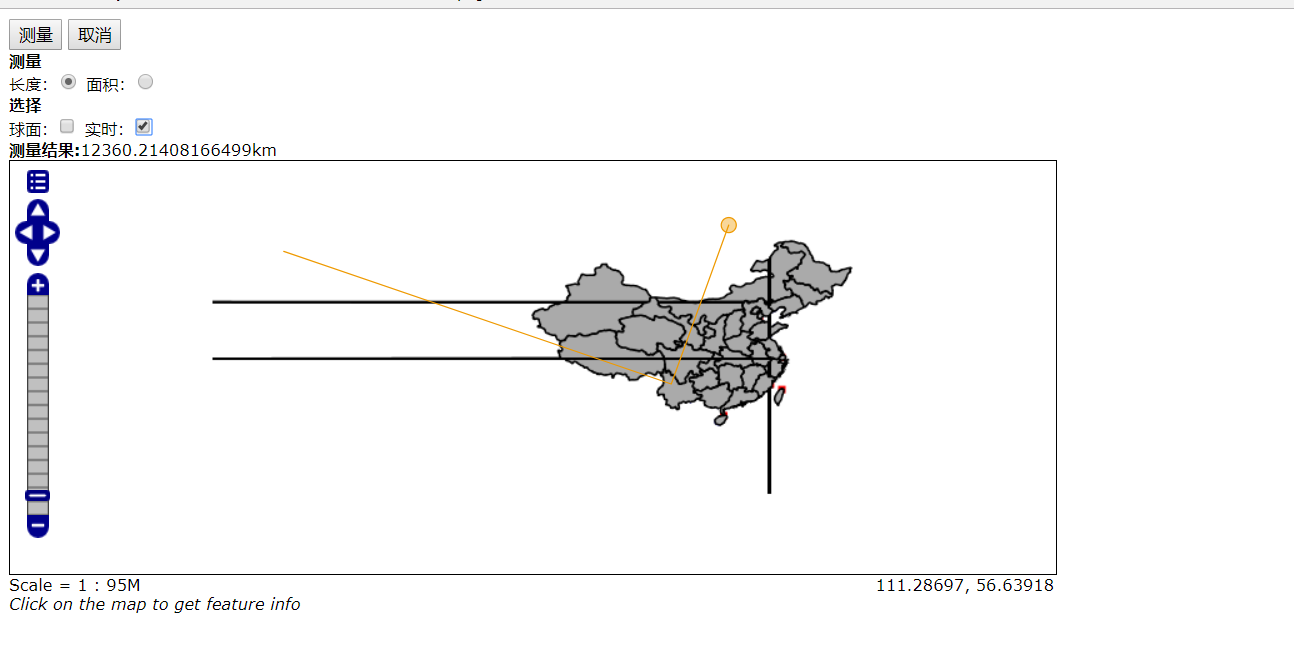 测量 取消
测量
长度: 面积:
选择
球面: 实时:
测量结果:12360.21408166499km
Scale = 1 : 95M
111.28697, 56.63918
Click on the map to get feature info